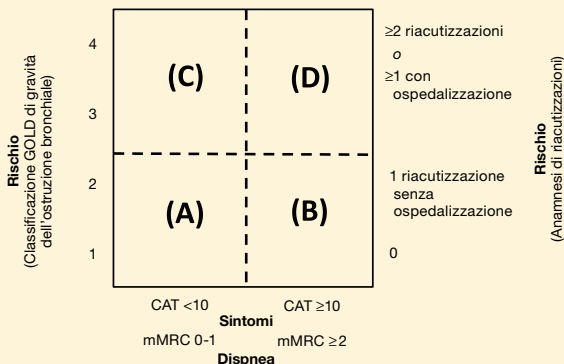 Rischio
(Classificazione GOLD di gravità
dell'ostruzione bronchiale)
4
3
2
1
(C)
(D)
(A)
(B)
≥2 riacutizzazioni
o
≥1 con
ospedalizzazione
1 riacutizzazione
senza
ospedalizzazione
0
Rischio
(Anamnesi di riacutizzazioni)
CAT <10
CAT ≥10
Sintomi
mMRC 0-1
mMRC ≥2
Dispnea